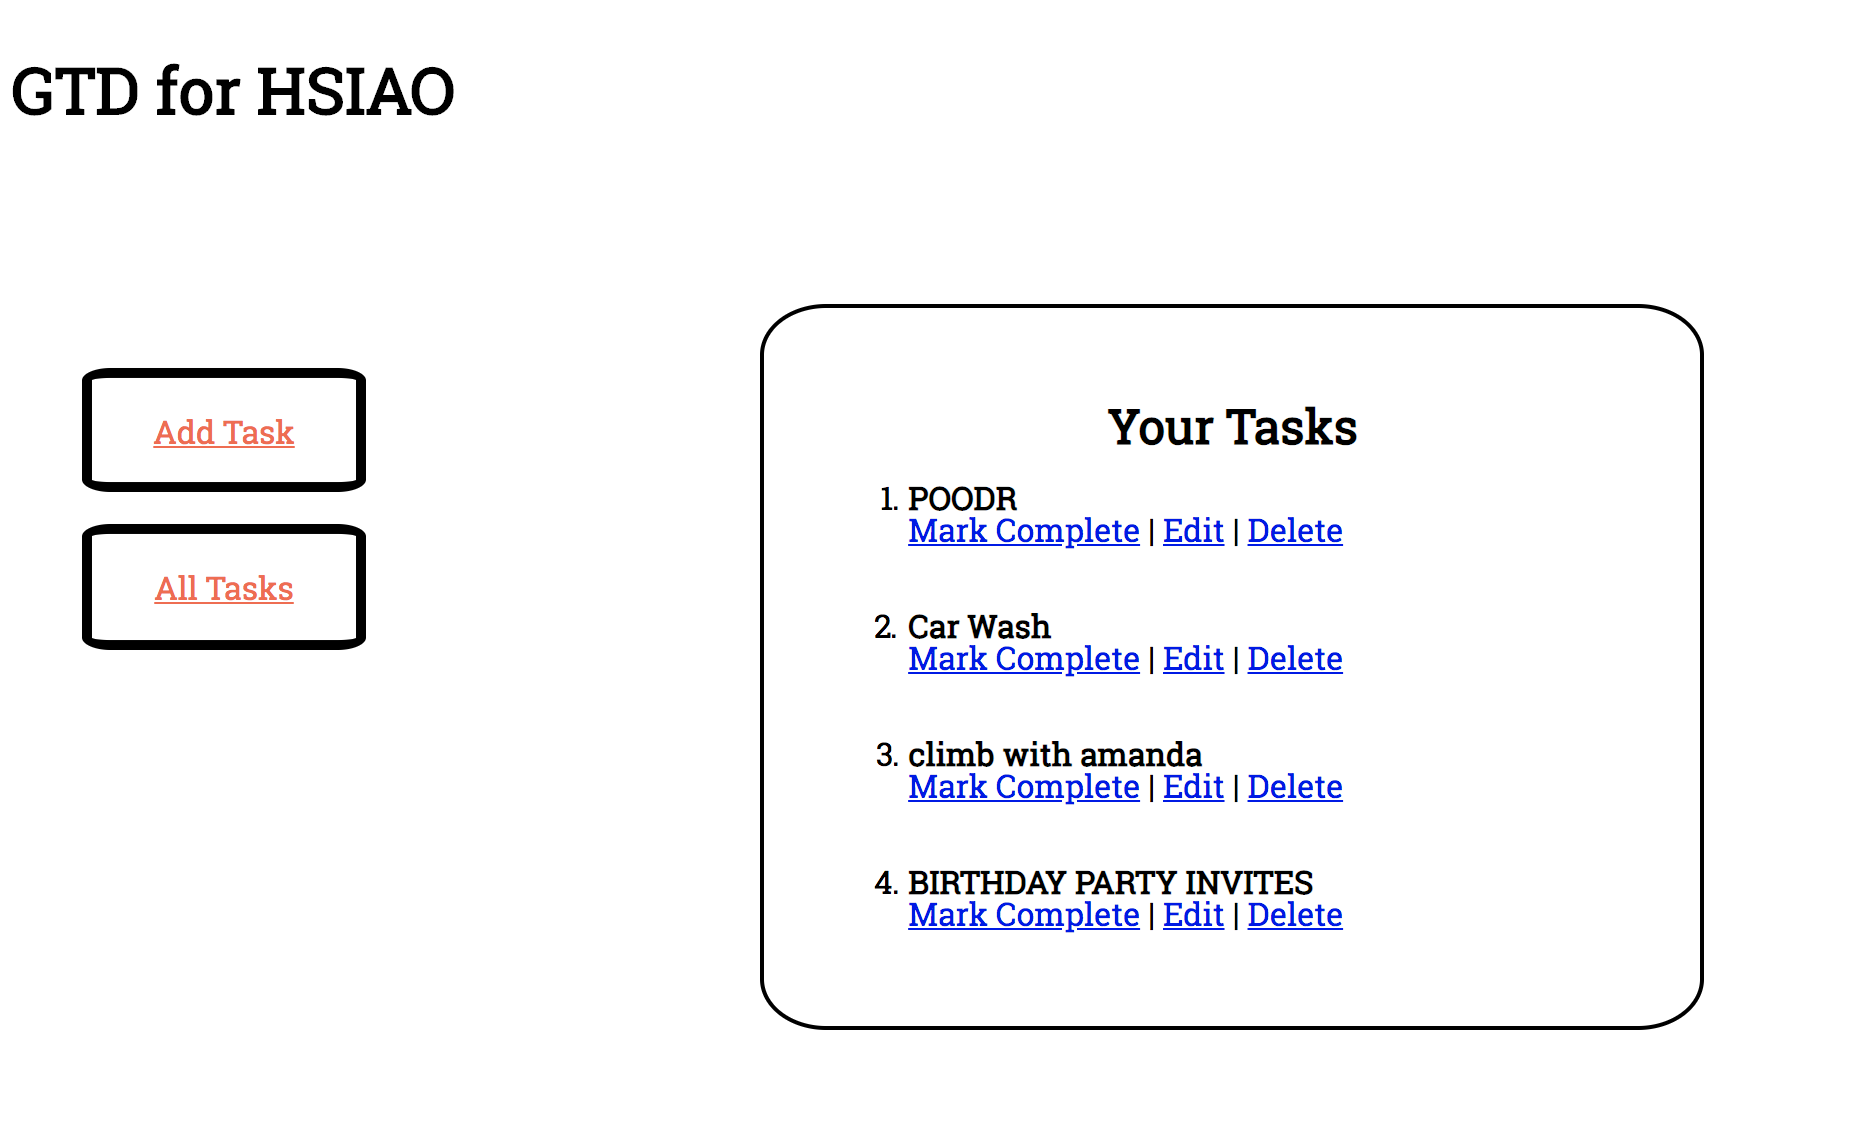 GTD for HSIAO
Add Task
All Tasks
Your Tasks
1. POODR
Mark Complete | Edit | Delete
2. Car Wash
Mark Complete | Edit | Delete
3. climb with amanda
Mark Complete | Edit | Delete
4. BIRTHDAY PARTY INVITES
Mark Complete | Edit | Delete